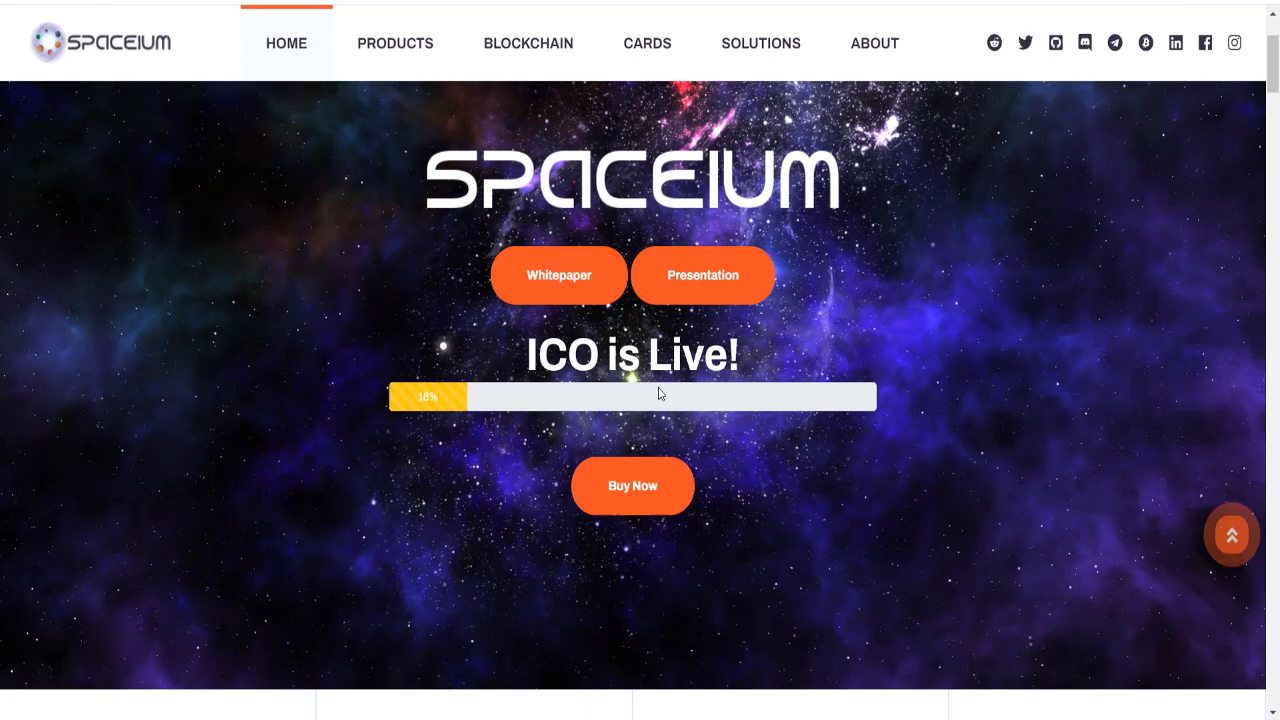 SPACEIUM HOME PRODUCTS BLOCKCHAIN CARDS SOLUTIONS ABOUT
SPACEIUM
Whitepaper Presentation
ICO is Live!
16%
Buy Now